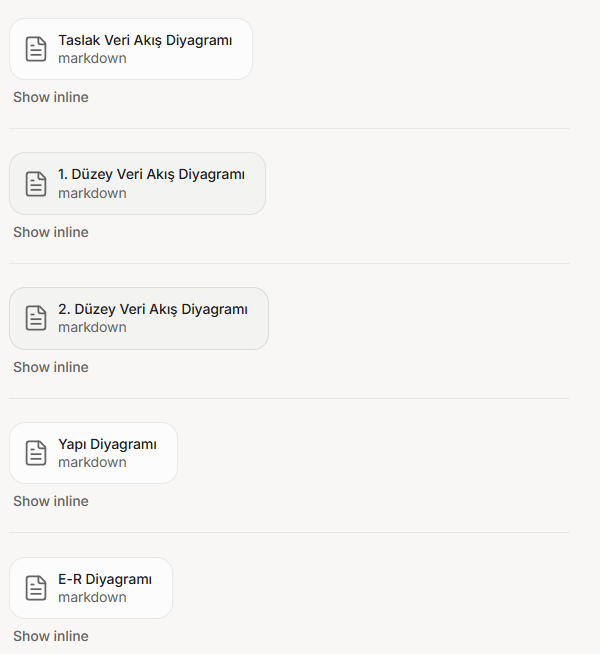 Taslak Veri Akış Diyagramı
markdown
Show inline
1. Düzey Veri Akış Diyagramı
markdown
Show inline
2. Düzey Veri Akış Diyagramı
markdown
Show inline
Yapı Diyagramı
markdown
Show inline
E-R Diyagramı
markdown
Show inline